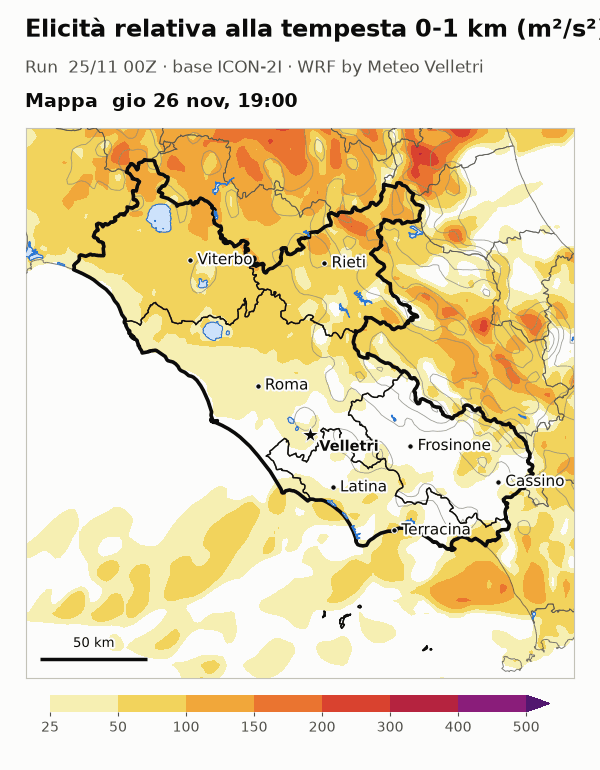 Elicità relativa alla tempesta 0-1 km (m²/s²)
Run  25/11 00Z · base ICON-2I · WRF by Meteo Velletri
Mappa  gio 26 nov, 19:00
Viterbo
Rieti
Roma
Velletri
Frosinone
Cassino
Latina
Terracina
50 km
25 50 100 150 200 300 400 500